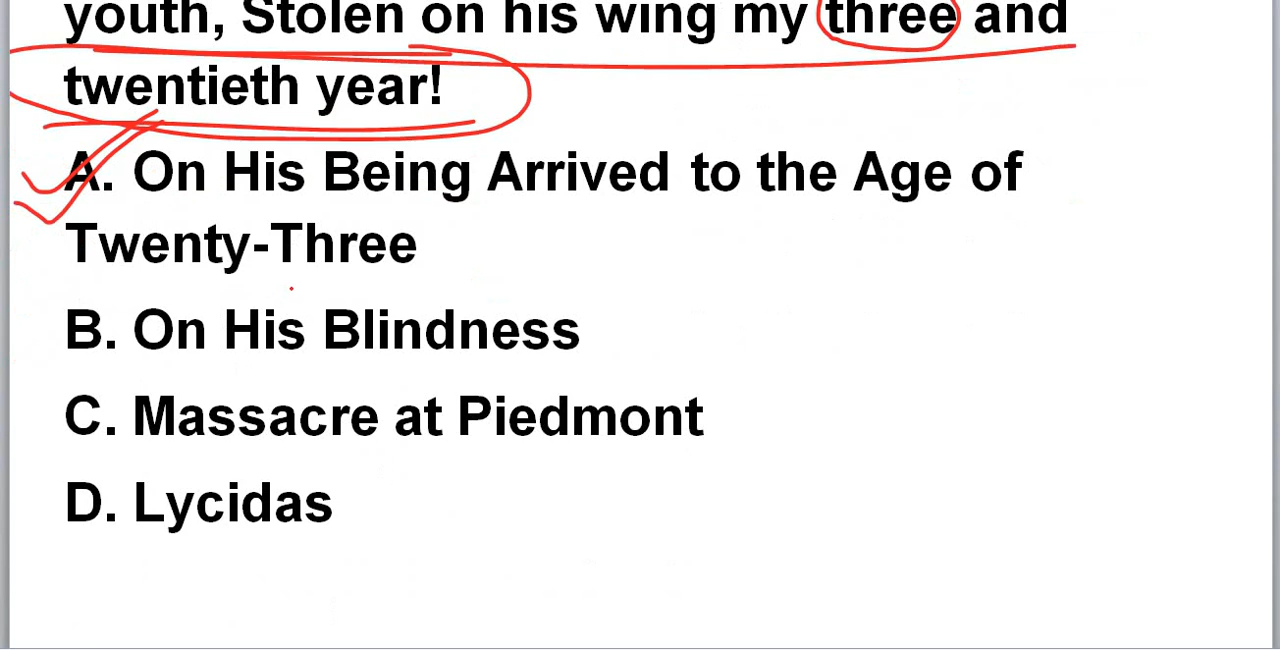 youth, Stolen on his wing my three and
twentieth year!
A. On His Being Arrived to the Age of
Twenty-Three
B. On His Blindness
C. Massacre at Piedmont
D. Lycidas